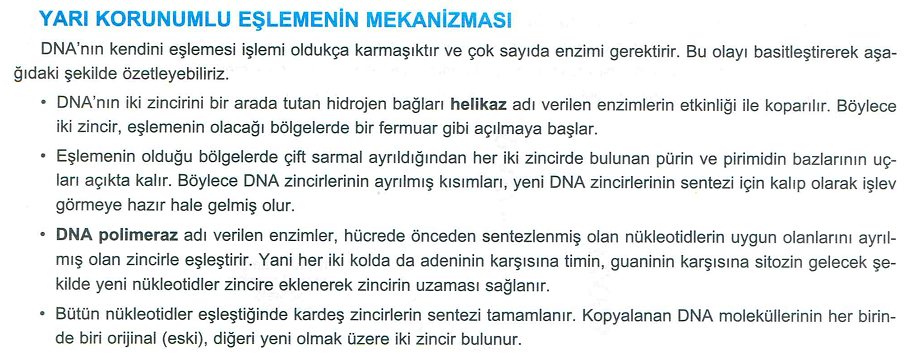 YARI KORUNUMLU EŞLEMENİN MEKANİZMASI
DNA'nın kendini eşlemesi işlemi oldukça karmaşıktır ve çok sayıda enzimi gerektirir. Bu olayı basitleştirerek aşa-
ğıdaki şekilde özetleyebiliriz.
• DNA'nın iki zincirini bir arada tutan hidrojen bağları helikaz adı verilen enzimlerin etkinliği ile koparılır. Böylece
iki zincir, eşlemenin olacağı bölgelerde bir fermuar gibi açılmaya başlar.
• Eşlemenin olduğu bölgelerde çift sarmal ayrıldığından her iki zincirde bulunan pürin ve pirimidin bazlarının uç-
ları açıkta kalır. Böylece DNA zincirlerinin ayrılmış kısımları, yeni DNA zincirlerinin sentezi için kalıp olarak işlev
görmeye hazır hale gelmiş olur.
• DNA polimeraz adı verilen enzimler, hücrede önceden sentezlenmiş olan nükleotidlerin uygun olanlarını ayrıl-
mış olan zincirle eşleştirir. Yani her iki kolda da adeninin karşısına timin, guaninin karşısına sitozin gelecek şe-
kilde yeni nükleotidler zincire eklenerek zincirin uzaması sağlanır.
• Bütün nükleotidler eşleştiğinde kardeş zincirlerin sentezi tamamlanır. Kopyalanan DNA moleküllerinin her birin-
de biri orijinal (eski), diğeri yeni olmak üzere iki zincir bulunur.